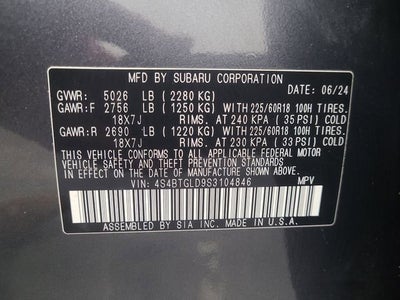 MFD BY SUBARU CORPORATION
GVWR: 5026 LB (2280 KG) DATE: 06/24
GAWR:F 2756 LB (1250 KG) WITH 225/60R18 100H TIRES.
18X7J RIMS. AT 240 KPA (35 PSI) COLD
GAWR:R 2690 LB (1220 KG) WITH 225/60R18 100H TIRES.
18X7J RIMS. AT 230 KPA (33 PSI) COLD
THIS VEHICLE CONFORMS TO ALL APPLICABLE FEDERAL MOTOR
VEHICLE SAFETY STANDARDS IN EFFECT ON THE DATE OF
MANUFACTURE SHOWN ABOVE.
VIN: 4S4BTGLD9S3104846 MPV
ASSEMBLED BY SIA INC. MADE IN U.S.A.